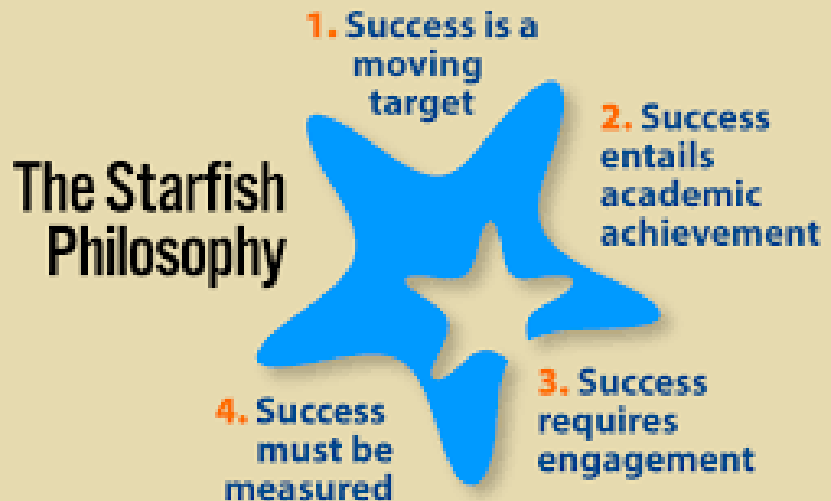 The Starfish
Philosophy
1. Success is a
moving
target
2. Success
entails
academic
achievement
3. Success
requires
engagement
4. Success
must be
measured